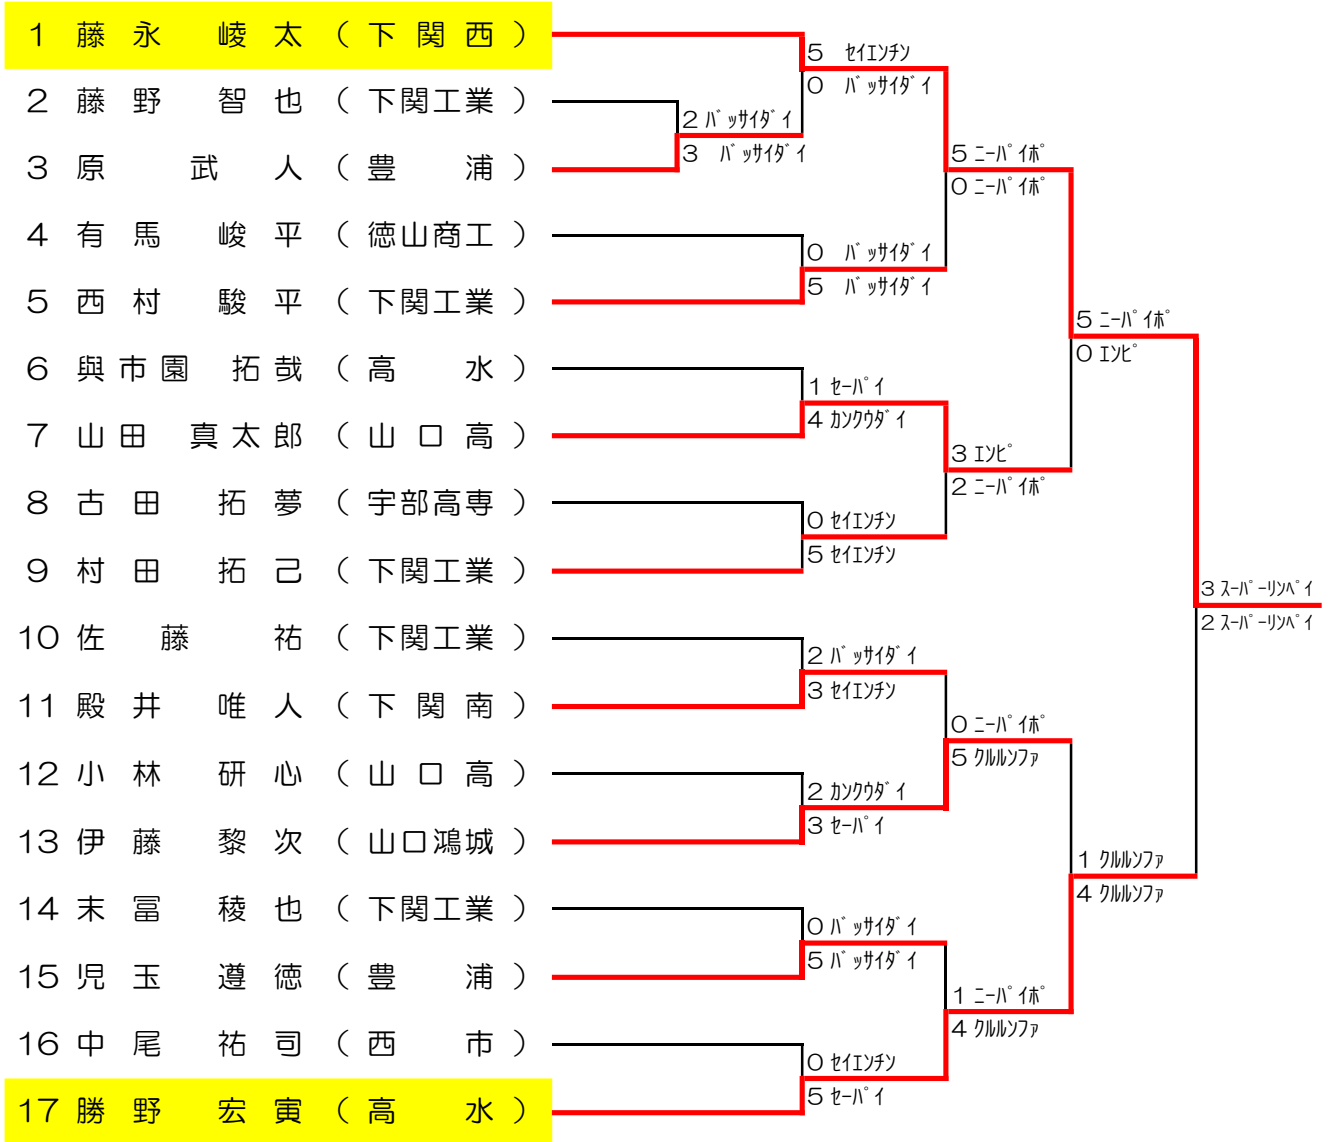 1 藤永 崚太 (下関西)
5 セイエンチン
0 バッサイダイ
2 藤野 智也 (下関工業)
2 バッサイダイ
3 バッサイダイ
3 原 武人 (豊浦)
5 ニーパイポ
0 ニーパイポ
4 有馬 峻平 (徳山商工)
0 バッサイダイ
5 バッサイダイ
5 西村 駿平 (下関工業)
5 ニーパイポ
0 エンピ
6 與市園 拓哉 (高水)
1 セーパイ
4 カンクウダイ
7 山田 真太郎 (山口高)
3 エンピ
2 ニーパイポ
8 古田 拓夢 (宇部高専)
0 セイエンチン
5 セイエンチン
9 村田 拓己 (下関工業)
3 スーパーリンペイ
2 スーパーリンペイ
10 佐藤 祐 (下関工業)
2 バッサイダイ
3 セイエンチン
11 殿井 唯人 (下関南)
0 ニーパイポ
5 クルルンファ
12 小林 研心 (山口高)
2 カンクウダイ
3 セーパイ
13 伊藤 黎次 (山口鴻城)
1 クルルンファ
4 クルルンファ
14 末冨 稜也 (下関工業)
0 バッサイダイ
5 バッサイダイ
15 児玉 遵徳 (豊浦)
1 ニーパイポ
4 クルルンファ
16 中尾 祐司 (西市)
0 セイエンチン
5 セーパイ
17 勝野 宏寅 (高水)